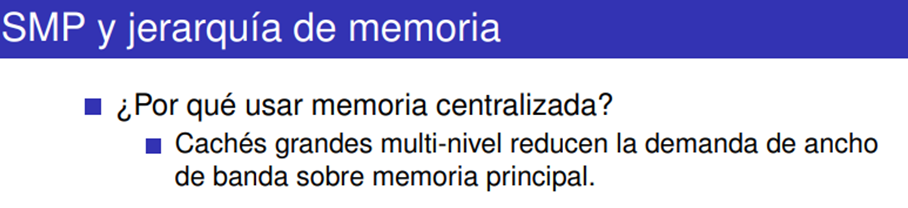 SMP y jerarquía de memoria
¿Por qué usar memoria centralizada?
Cachés grandes multi-nivel reducen la demanda de ancho
de banda sobre memoria principal.